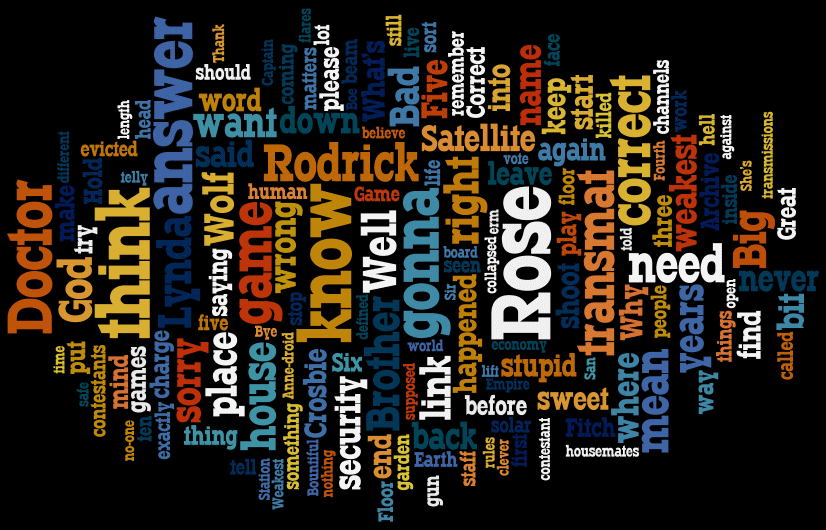 Doctor
God
try
think
answer
Lynda
Rodrick
know
Rose
game
wrong
Wolf
saying
said
want
down
word
should
Thank
Captain
coming
flares
matters
please
lot
Boe
beam
What's
still
live
Bad
Five
sort
remember
Correct
into
name
face
keep
start
killed
correct
channels
work
Fourth
Weakest
Archive
hell
against
inside
She's
transmissions
Great
Big
never
need
told
three
transmat
floor
play
shoot
leave
vote
again
Satellite
believe
Game
human
life
right
gonna
Well
board
seen
Sir
erm
collapsed
happened
defined
stop
Brother
evicted
different
length
head
telly
Hold
make
time
put
safe
contestants
no-one
mind
games
ten
exactly
charge
sorry
five
place
Bye
house
thing
tell
Station
Weakest
something
Anne-droid
Crosbie
Bountiful
nothing
Six
security
Floor
end
garden
supposed
world
link
back
Earth
gun
staff
rules
clever
first
solar
before
Empire
lift
stupid
economy
San
sweet
contestant
Fitch
housemates
where
mean
Why
people
years
way
things
open
find
called
bit